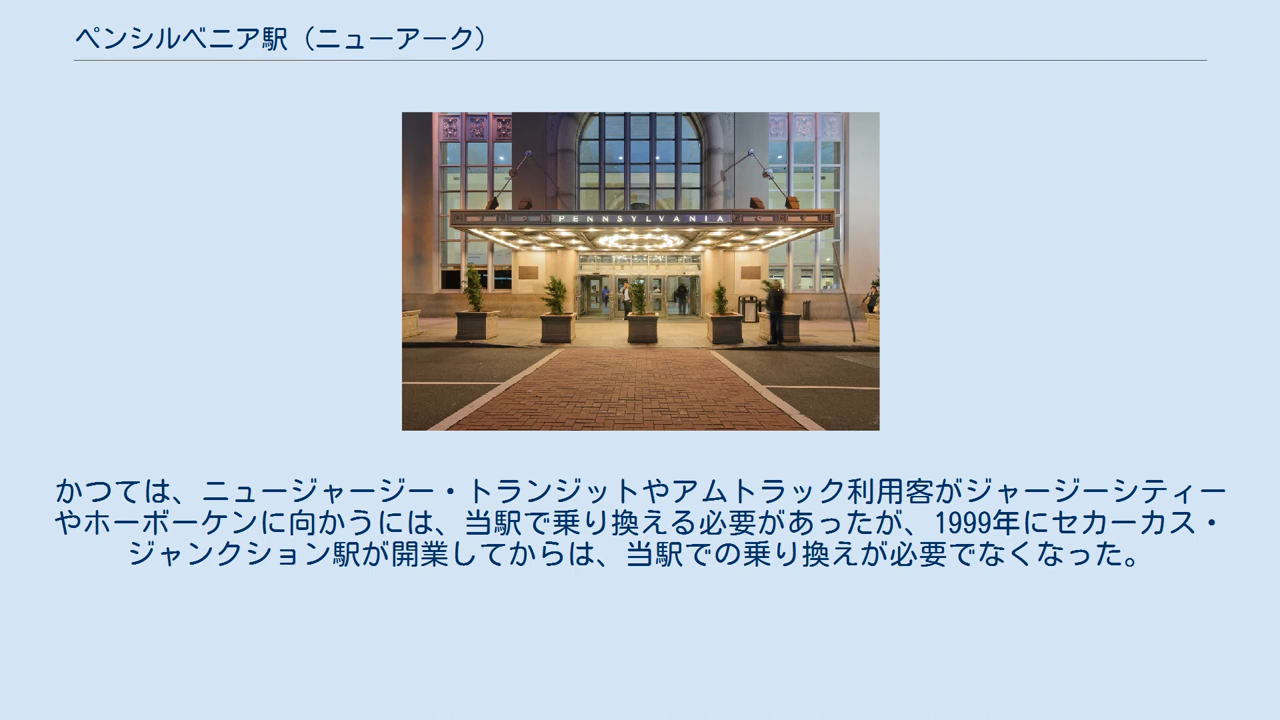 ペンシルベニア駅（ニューアーク）
PENNSYLVANIA
かつては、ニュージャージー・トランジットやアムトラック利用客がジャージーシティー
やホーボーケンに向かうには、当駅で乗り換える必要があったが、1999年にセカーカス・
ジャンクション駅が開業してからは、当駅での乗り換えが必要でなくなった。